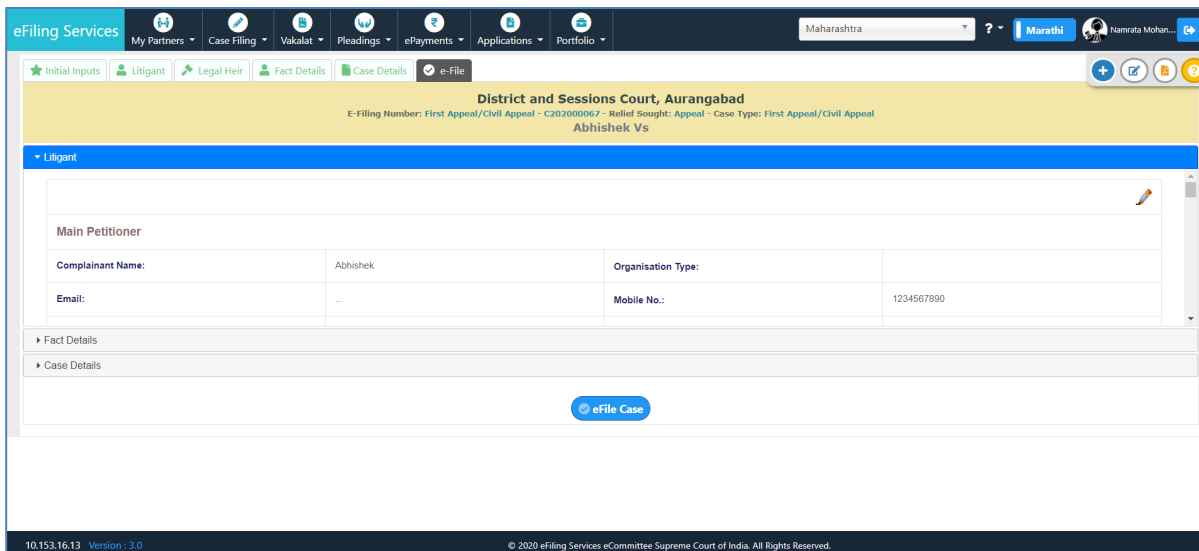 eFiling Services
My Partners Case Filing Vakalat Pleadings ePayments Applications Portfolio
Maharashtra ? Marathi Namrata Mohan...
Initial Inputs Litigant Legal Heir Fact Details Case Details e-File
District and Sessions Court, Aurangabad
E-Filing Number: First Appeal/Civil Appeal - C202000067 - Relief Sought: Appeal - Case Type: First Appeal/Civil Appeal
Abhishek Vs
Litigant
Main Petitioner
Complainant Name: Abhishek Organisation Type:
Email: ... Mobile No.: 1234567890
Fact Details
Case Details
eFile Case
10.153.16.13 Version : 3.0 © 2020 eFiling Services eCommittee Supreme Court of India. All Rights Reserved.